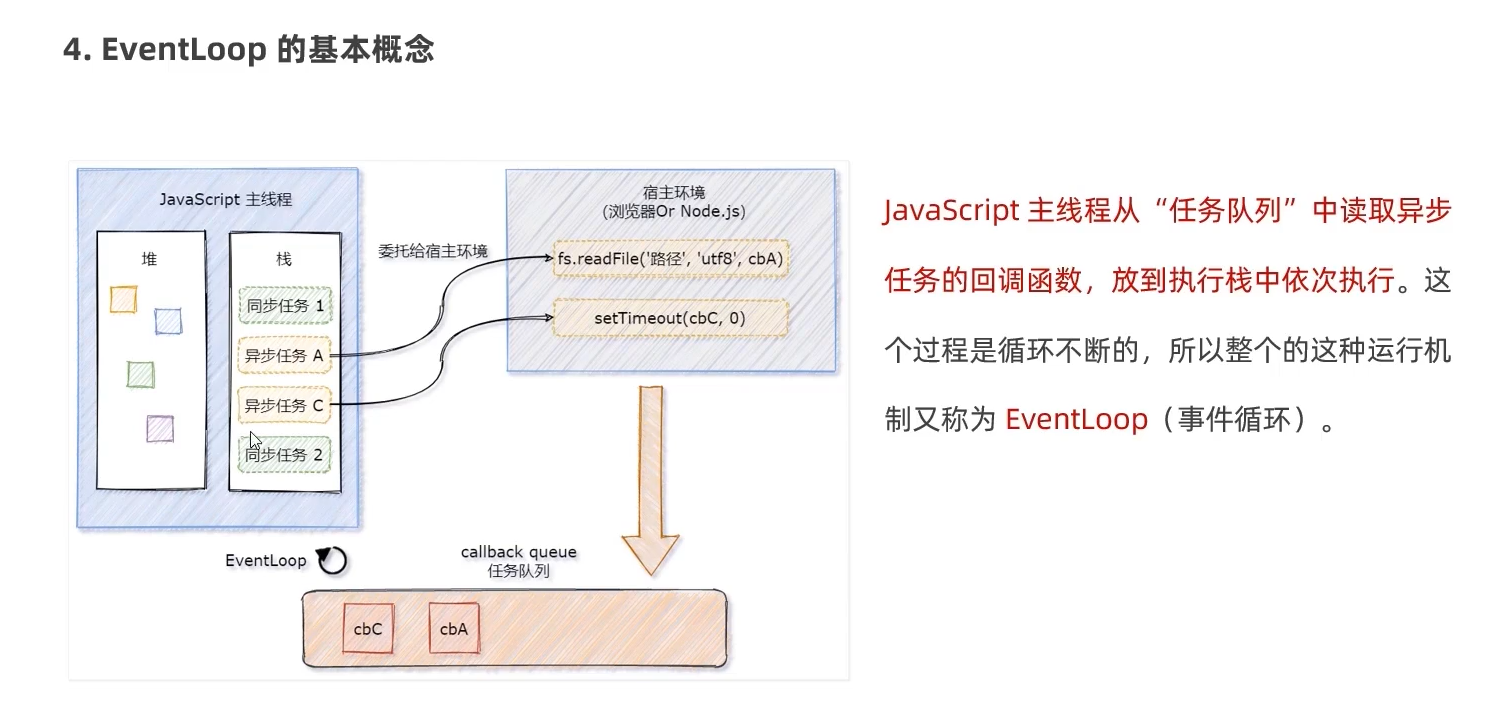 4. EventLoop 的基本概念
JavaScript 主线程
堆
栈
同步任务 1
异步任务 A
异步任务 C
同步任务 2
委托给宿主环境
宿主环境
(浏览器Or Node.js)
fs.readFile('路径', 'utf8', cbA)
setTimeout(cbC, 0)
EventLoop
callback queue
任务队列
cbC
cbA
JavaScript 主线程从“任务队列”中读取异步
任务的回调函数，放到执行栈中依次执行。这
个过程是循环不断的，所以整个的这种运行机
制又称为 EventLoop（事件循环）。